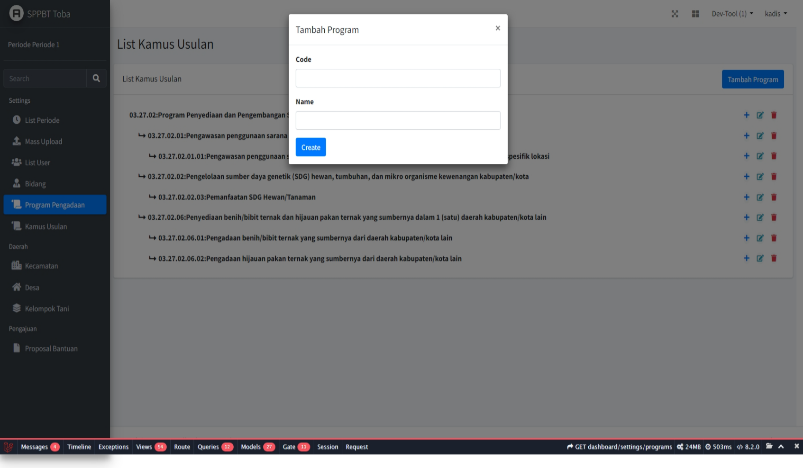 SPPBT Toba
Dev-Tool (1) kadis
Periode Periode 1
Search
Settings
List Periode
Mass Upload
List User
Bidang
Program Pengadaan
Kamus Usulan
Daerah
Kecamatan
Desa
Kelompok Tani
Pengajuan
Proposal Bantuan
List Kamus Usulan
List Kamus Usulan
Tambah Program
03.27.02:Program Penyediaan dan Pengembangan
03.27.02.01:Pengawasan penggunaan sarana
03.27.02.01.01:Pengawasan penggunaan spesifik lokasi
03.27.02.02:Pengelolaan sumber daya genetik (SDG) hewan, tumbuhan, dan mikro organisme kewenangan kabupaten/kota
03.27.02.02.03:Pemanfaatan SDG Hewan/Tanaman
03.27.02.06:Penyediaan benih/bibit ternak dan hijauan pakan ternak yang sumbernya dalam 1 (satu) daerah kabupaten/kota lain
03.27.02.06.01:Pengadaan benih/bibit ternak yang sumbernya dari daerah kabupaten/kota lain
03.27.02.06.02:Pengadaan hijauan pakan ternak yang sumbernya dari daerah kabupaten/kota lain
Tambah Program ×
Code
Name
Create
Messages 4 Timeline Exceptions Views Route Queries Models 27 Gate Session Request GET dashboard/settings/programs 24MB 503ms 8.2.0